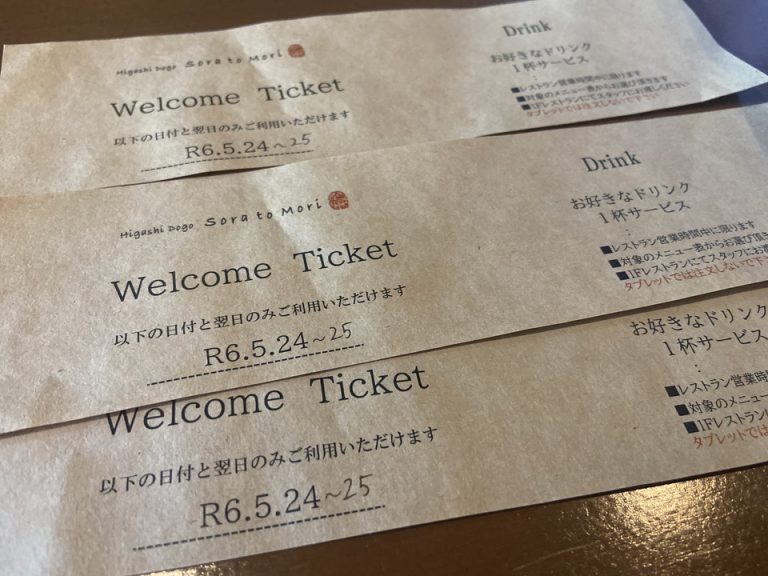 Higashi Dogo Sora to Mori
Welcome Ticket
以下の日付と翌日のみご利用いただけます
R6.5.24~25
Drink
お好きなドリンク
1杯サービス
:
■レストラン営業時間中に限ります
■対象のメニュー表からお選び頂きます
■1Fレストランにてスタッフにお渡しください
タブレットでは注文しないで下さい
Higashi Dogo Sora to Mori
Welcome Ticket
以下の日付と翌日のみご利用いただけます
R6.5.24~25
Drink
お好きなドリンク
1杯サービス
:
■レストラン営業時間中に限ります
■対象のメニュー表からお選び頂き
■1Fレストランにてスタッフにお
タブレットでは注文しないで下
Welcome Ticket
以下の日付と翌日のみご利用いただけます
R6.5.24~25
お好きなドリンク
1杯サービス
:
■レストラン営業時
■対象のメニュー
■1Fレストランに
タブレットでは